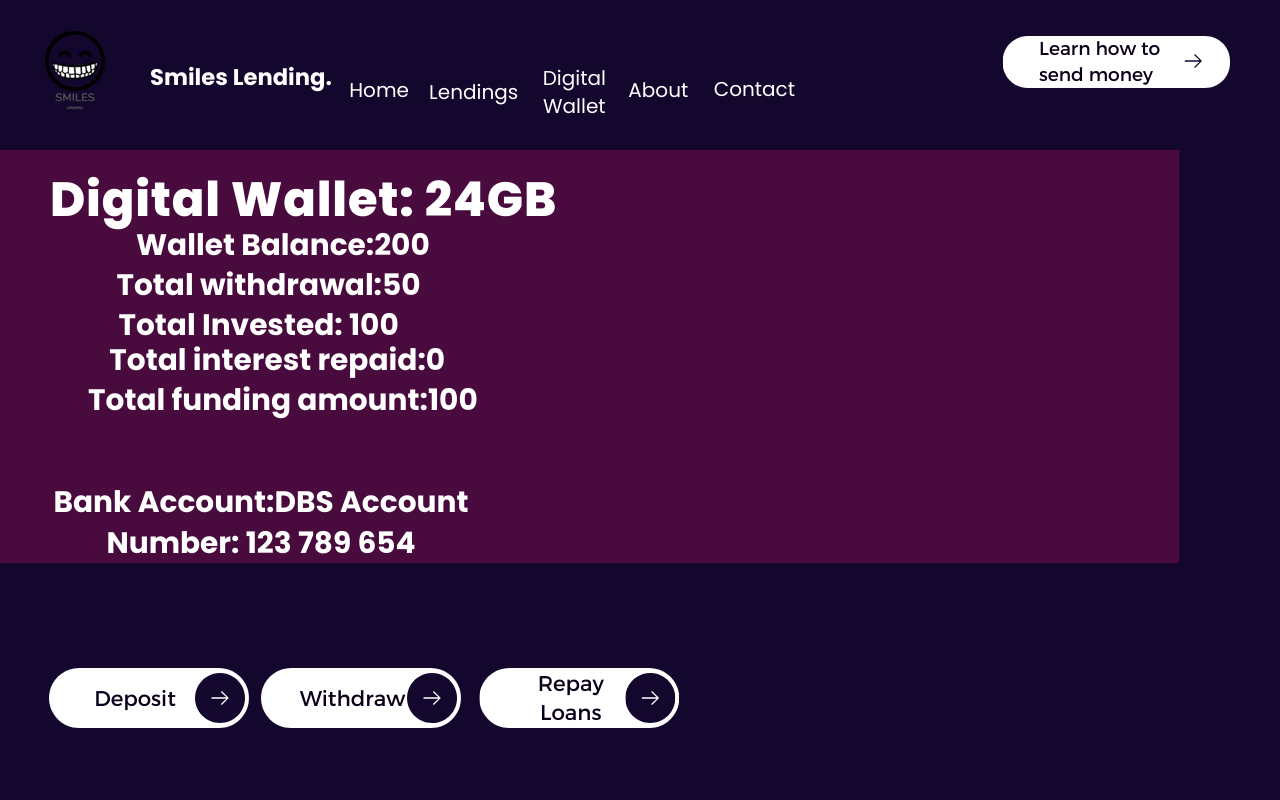 SMILES
LENDING.
Smiles Lending.
Home
Lendings
Digital
Wallet
About
Contact
Learn how to
send money
Digital Wallet: 24GB
Wallet Balance:200
Total withdrawal:50
Total Invested: 100
Total interest repaid:0
Total funding amount:100
Bank Account:DBS Account
Number: 123 789 654
Deposit
Withdraw
Repay
Loans